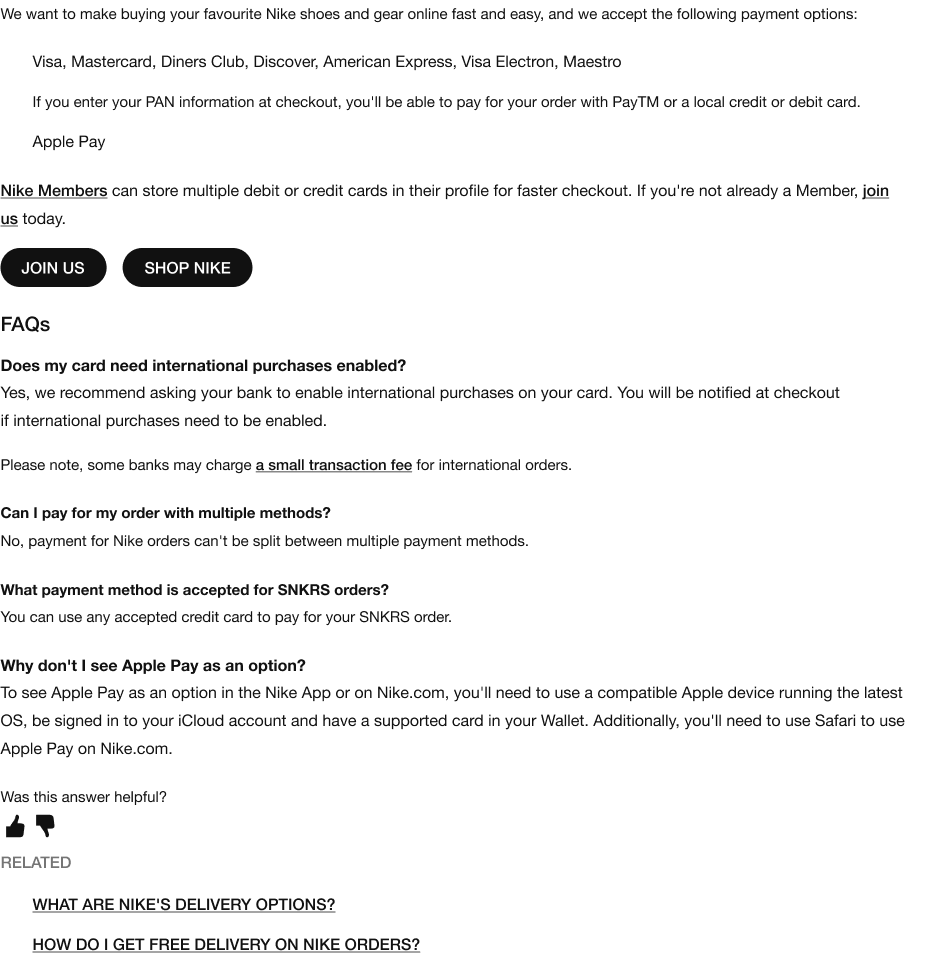 We want to make buying your favourite Nike shoes and gear online fast and easy, and we accept the following payment options:
Visa, Mastercard, Diners Club, Discover, American Express, Visa Electron, Maestro
If you enter your PAN information at checkout, you'll be able to pay for your order with PayTM or a local credit or debit card.
Apple Pay
Nike Members can store multiple debit or credit cards in their profile for faster checkout. If you're not already a Member, join
us today.
JOIN US SHOP NIKE
FAQs
Does my card need international purchases enabled?
Yes, we recommend asking your bank to enable international purchases on your card. You will be notified at checkout
if international purchases need to be enabled.
Please note, some banks may charge a small transaction fee for international orders.
Can I pay for my order with multiple methods?
No, payment for Nike orders can't be split between multiple payment methods.
What payment method is accepted for SNKRS orders?
You can use any accepted credit card to pay for your SNKRS order.
Why don't I see Apple Pay as an option?
To see Apple Pay as an option in the Nike App or on Nike.com, you'll need to use a compatible Apple device running the latest
OS, be signed in to your iCloud account and have a supported card in your Wallet. Additionally, you'll need to use Safari to use
Apple Pay on Nike.com.
Was this answer helpful?
RELATED
WHAT ARE NIKE'S DELIVERY OPTIONS?
HOW DO I GET FREE DELIVERY ON NIKE ORDERS?